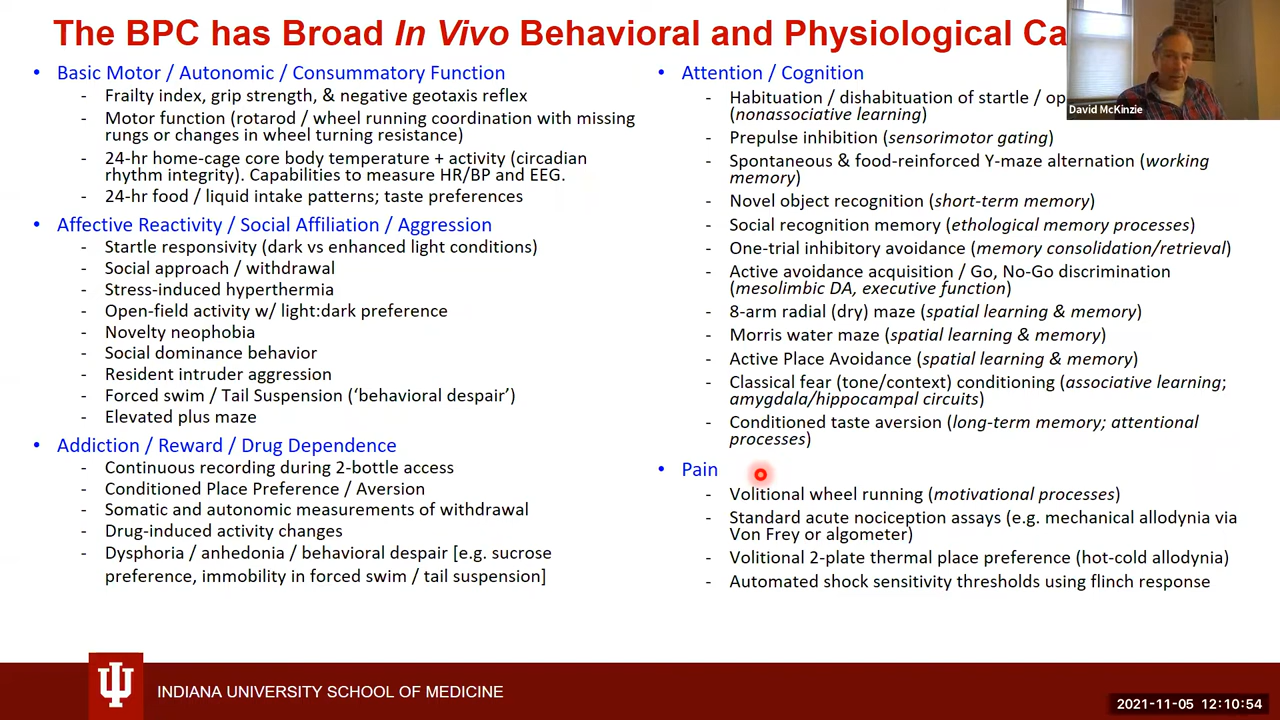 The BPC has Broad In Vivo Behavioral and Physiological
David McKinzie
• Basic Motor / Autonomic / Consummatory Function
- Frailty index, grip strength, & negative geotaxis reflex
- Motor function (rotarod / wheel running coordination with missing
rungs or changes in wheel turning resistance)
- 24-hr home-cage core body temperature + activity (circadian
rhythm integrity). Capabilities to measure HR/BP and EEG.
- 24-hr food / liquid intake patterns; taste preferences
• Affective Reactivity / Social Affiliation / Aggression
- Startle responsivity (dark vs enhanced light conditions)
- Social approach / withdrawal
- Stress-induced hyperthermia
- Open-field activity w/ light:dark preference
- Novelty neophobia
- Social dominance behavior
- Resident intruder aggression
- Forced swim / Tail Suspension (‘behavioral despair’)
- Elevated plus maze
• Addiction / Reward / Drug Dependence
- Continuous recording during 2-bottle access
- Conditioned Place Preference / Aversion
- Somatic and autonomic measurements of withdrawal
- Drug-induced activity changes
- Dysphoria / anhedonia / behavioral despair [e.g. sucrose
preference, immobility in forced swim / tail suspension]
• Attention / Cognition
- Habituation / dishabituation of startle /
(nonassociative learning)
- Prepulse inhibition (sensorimotor gating)
- Spontaneous & food-reinforced Y-maze alternation (working
memory)
- Novel object recognition (short-term memory)
- Social recognition memory (ethological memory processes)
- One-trial inhibitory avoidance (memory consolidation/retrieval)
- Active avoidance acquisition / Go, No-Go discrimination
(mesolimbic DA, executive function)
- 8-arm radial (dry) maze (spatial learning & memory)
- Morris water maze (spatial learning & memory)
- Active Place Avoidance (spatial learning & memory)
- Classical fear (tone/context) conditioning (associative learning;
amygdala/hippocampal circuits)
- Conditioned taste aversion (long-term memory; attentional
processes)
• Pain
- Volitional wheel running (motivational processes)
- Standard acute nociception assays (e.g. mechanical allodynia via
Von Frey or algometer)
- Volitional 2-plate thermal place preference (hot-cold allodynia)
- Automated shock sensitivity thresholds using flinch response
INDIANA UNIVERSITY SCHOOL OF MEDICINE
2021-11-05 12:10:54